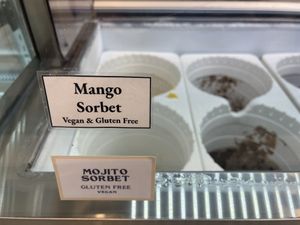 Mango
Sorbet
Vegan & Gluten Free
MOJITO
SORBET
GLUTEN FREE
VEGAN